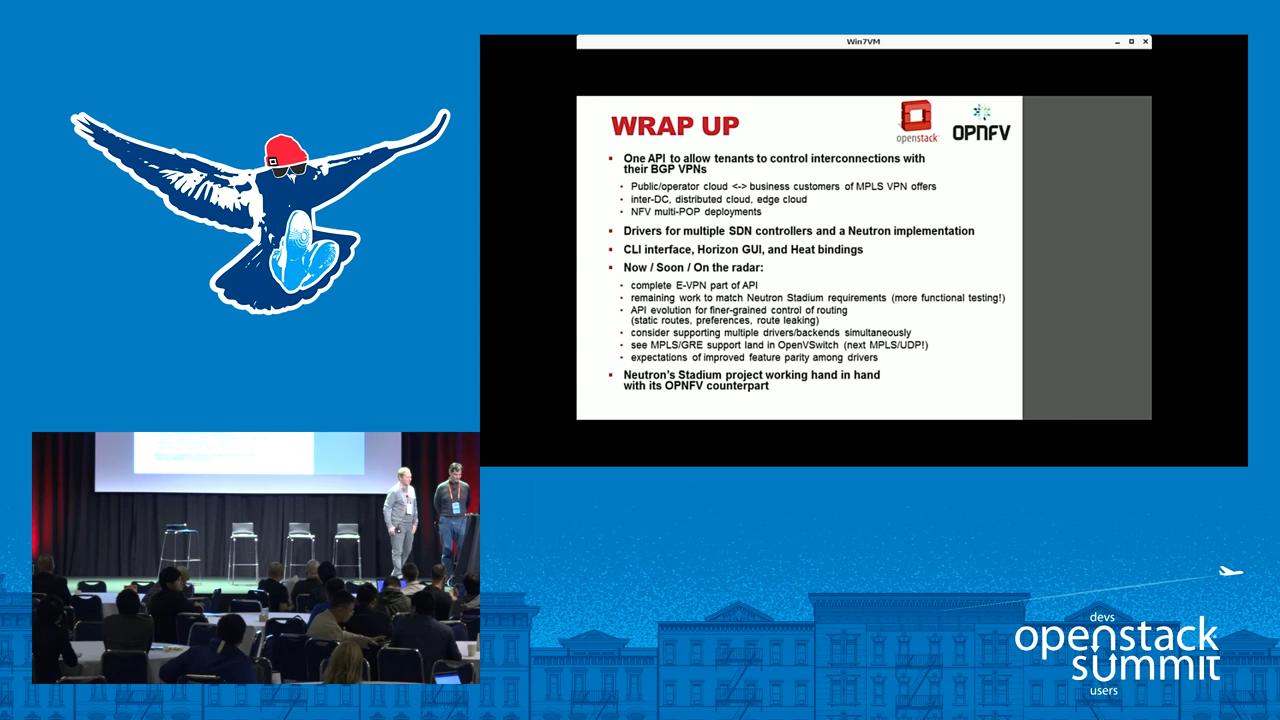 Win7VM
WRAP UP
openstack
OPNFV
▪ One API to allow tenants to control interconnections with
their BGP VPNs
• Public/operator cloud <-> business customers of MPLS VPN offers
• inter-DC, distributed cloud, edge cloud
• NFV multi-POP deployments
▪ Drivers for multiple SDN controllers and a Neutron implementation
▪ CLI interface, Horizon GUI, and Heat bindings
▪ Now / Soon / On the radar:
• complete E-VPN part of API
• remaining work to match Neutron Stadium requirements (more functional testing!)
• API evolution for finer-grained control of routing
(static routes, preferences, route leaking)
• consider supporting multiple drivers/backends simultaneously
• see MPLS/GRE support land in OpenVSwitch (next MPLS/UDP!)
• expectations of improved feature parity among drivers
▪ Neutron's Stadium project working hand in hand
with its OPNFV counterpart
devs
openstack
summit
users